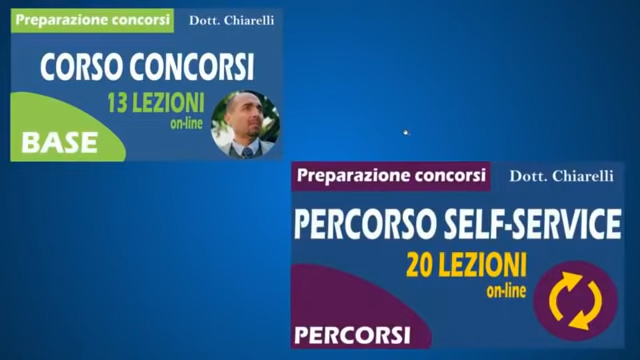 Preparazione concorsi Dott. Chiarelli
CORSO CONCORSI
13 LEZIONI
on-line
BASE
Preparazione concorsi Dott. Chiarelli
PERCORSO SELF-SERVICE
20 LEZIONI
on-line
PERCORSI